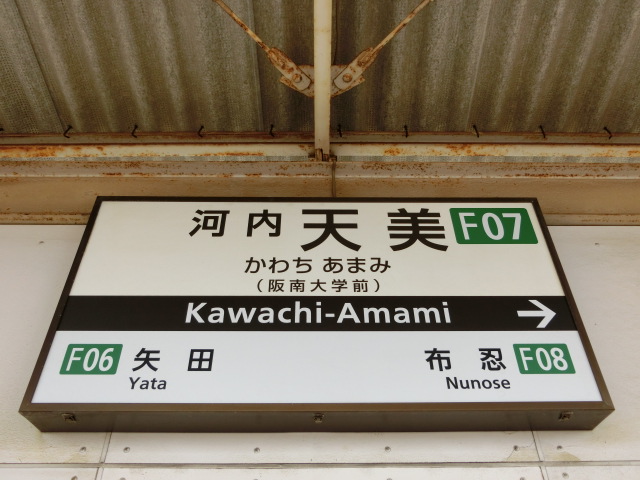 河内天美 F07
かわち あまみ
(阪南大学前)
Kawachi-Amami →
F06 矢田 布忍 F08
Yata Nunose